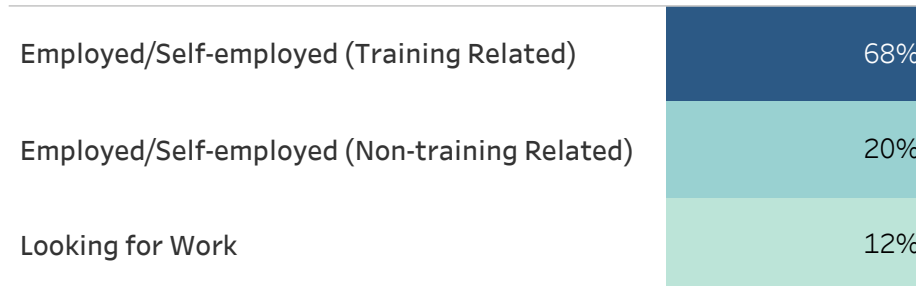 Employed/Self-employed (Training Related) 68%
Employed/Self-employed (Non-training Related) 20%
Looking for Work 12%